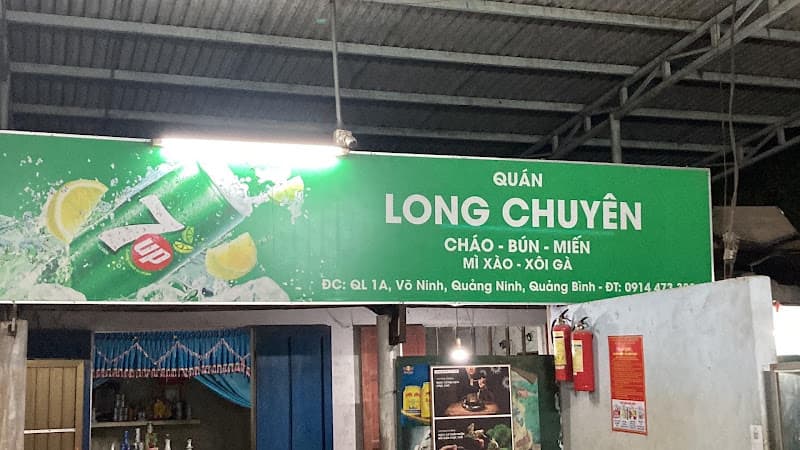 7up
QUÁN
LONG CHUYÊN
CHÁO - BÚN - MIẾN
MÌ XÀO - XÔI GÀ
ĐC: QL 1A, Võ Ninh, Quảng Ninh, Quảng Bình - ĐT: 0914 473